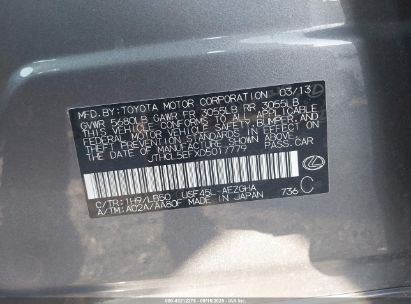 MFD.BY:TOYOTA MOTOR CORPORATION 03/13
GVWR 5680LB GAWR FR 3055LB RR 3055LB
THIS VEHICLE CONFORMS TO ALL APPLICABLE
FEDERAL MOTOR VEHICLE SAFETY, BUMPER, AND
THEFT PREVENTION STANDARDS IN EFFECT ON
THE DATE OF MANUFACTURE SHOWN ABOVE.
JTHCL5EFXD5017979 PASS.CAR
C/TR:1H9/LB50 USF45L-AEZGHA
A/TM:A02A/AA80F MADE IN JAPAN 736 C